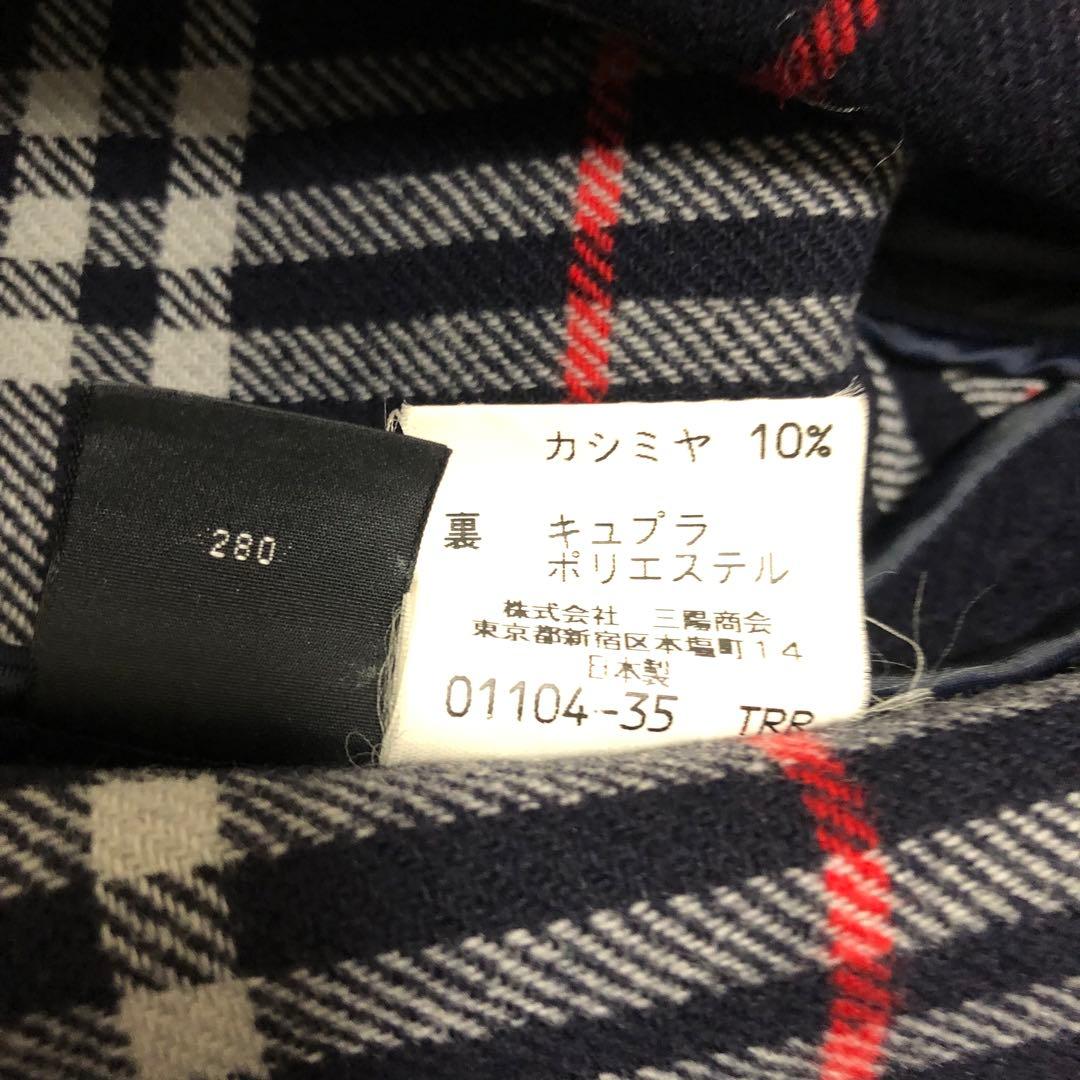 280
カシミヤ 10%
裏 キュプラ
ポリエステル
株式会社 三陽商会
東京都新宿区本塩町14
日本製
01104-35 TRR